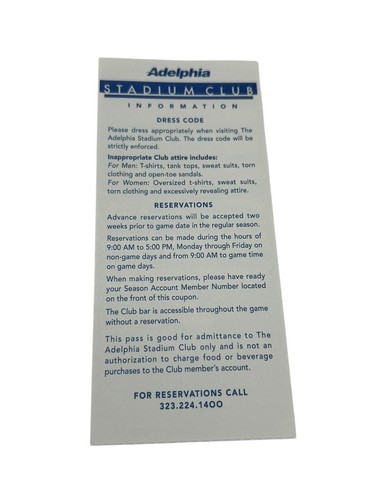 Adelphia
STADIUM CLUB
INFORMATION
DRESS CODE
Please dress appropriately when visiting The
Adelphia Stadium Club. The dress code will be
strictly enforced.
Inappropriate Club attire includes:
For Men: T-shirts, tank tops, sweat suits, torn
clothing and open-toe sandals.
For Women: Oversized t-shirts, sweat suits,
torn clothing and excessively revealing attire.
RESERVATIONS
Advance reservations will be accepted two
weeks prior to game date in the regular season.
Reservations can be made during the hours of
9:00 AM to 5:00 PM, Monday through Friday on
non-game days and from 9:00 AM to game time
on game days.
When making reservations, please have ready
your Season Account Member Number located
on the front of this coupon.
The Club bar is accessible throughout the game
without a reservation.
This pass is good for admittance to The
Adelphia Stadium Club only and is not an
authorization to charge food or beverage
purchases to the Club member's account.
FOR RESERVATIONS CALL
323.224.1400